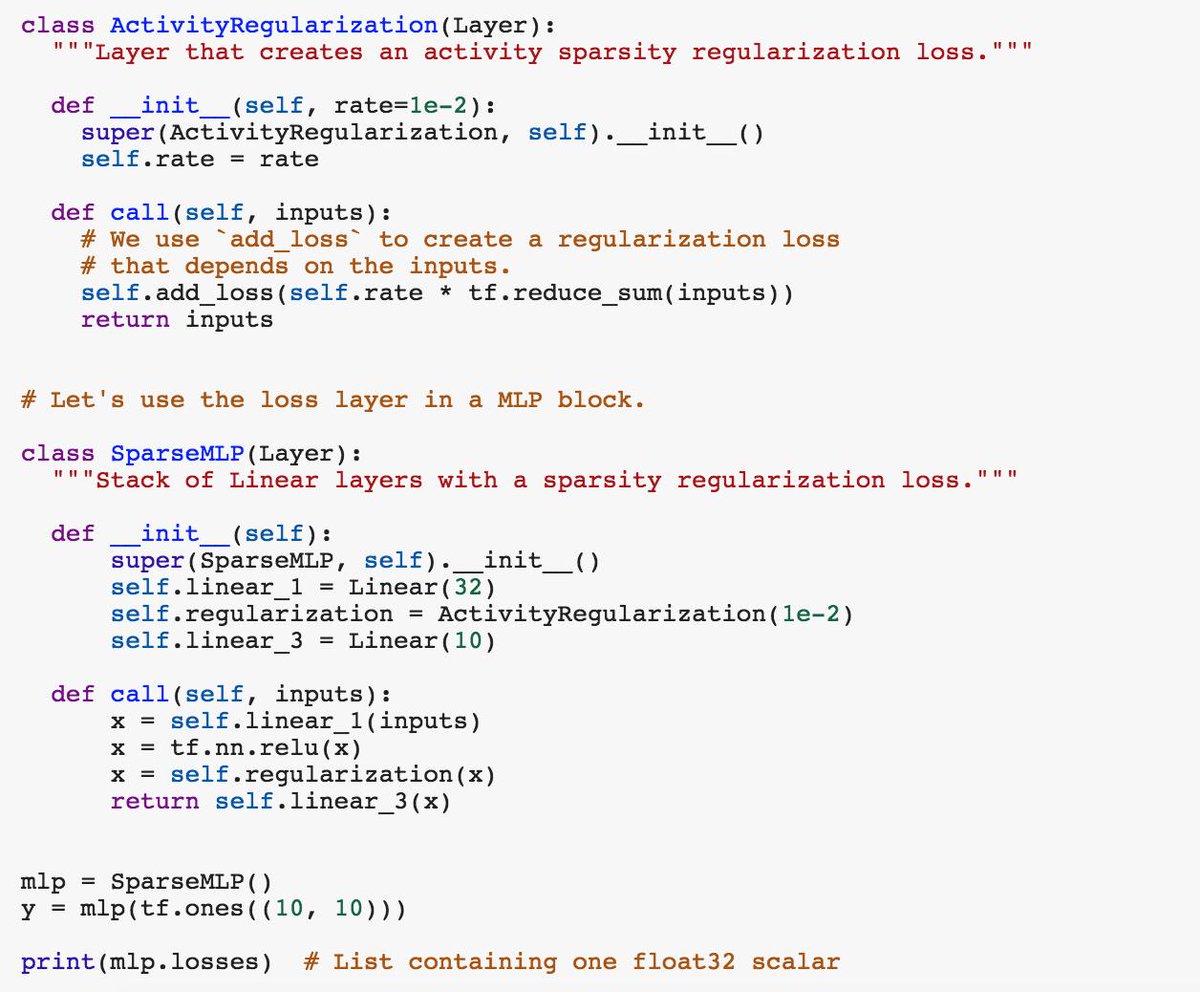 class ActivityRegularization(Layer):
  """Layer that creates an activity sparsity regularization loss."""

  def __init__(self, rate=1e-2):
    super(ActivityRegularization, self).__init__()
    self.rate = rate

  def call(self, inputs):
    # We use `add_loss` to create a regularization loss
    # that depends on the inputs.
    self.add_loss(self.rate * tf.reduce_sum(inputs))
    return inputs


# Let's use the loss layer in a MLP block.

class SparseMLP(Layer):
  """Stack of Linear layers with a sparsity regularization loss."""

  def __init__(self):
      super(SparseMLP, self).__init__()
      self.linear_1 = Linear(32)
      self.regularization = ActivityRegularization(1e-2)
      self.linear_3 = Linear(10)

  def call(self, inputs):
      x = self.linear_1(inputs)
      x = tf.nn.relu(x)
      x = self.regularization(x)
      return self.linear_3(x)


mlp = SparseMLP()
y = mlp(tf.ones((10, 10)))

print(mlp.losses)  # List containing one float32 scalar